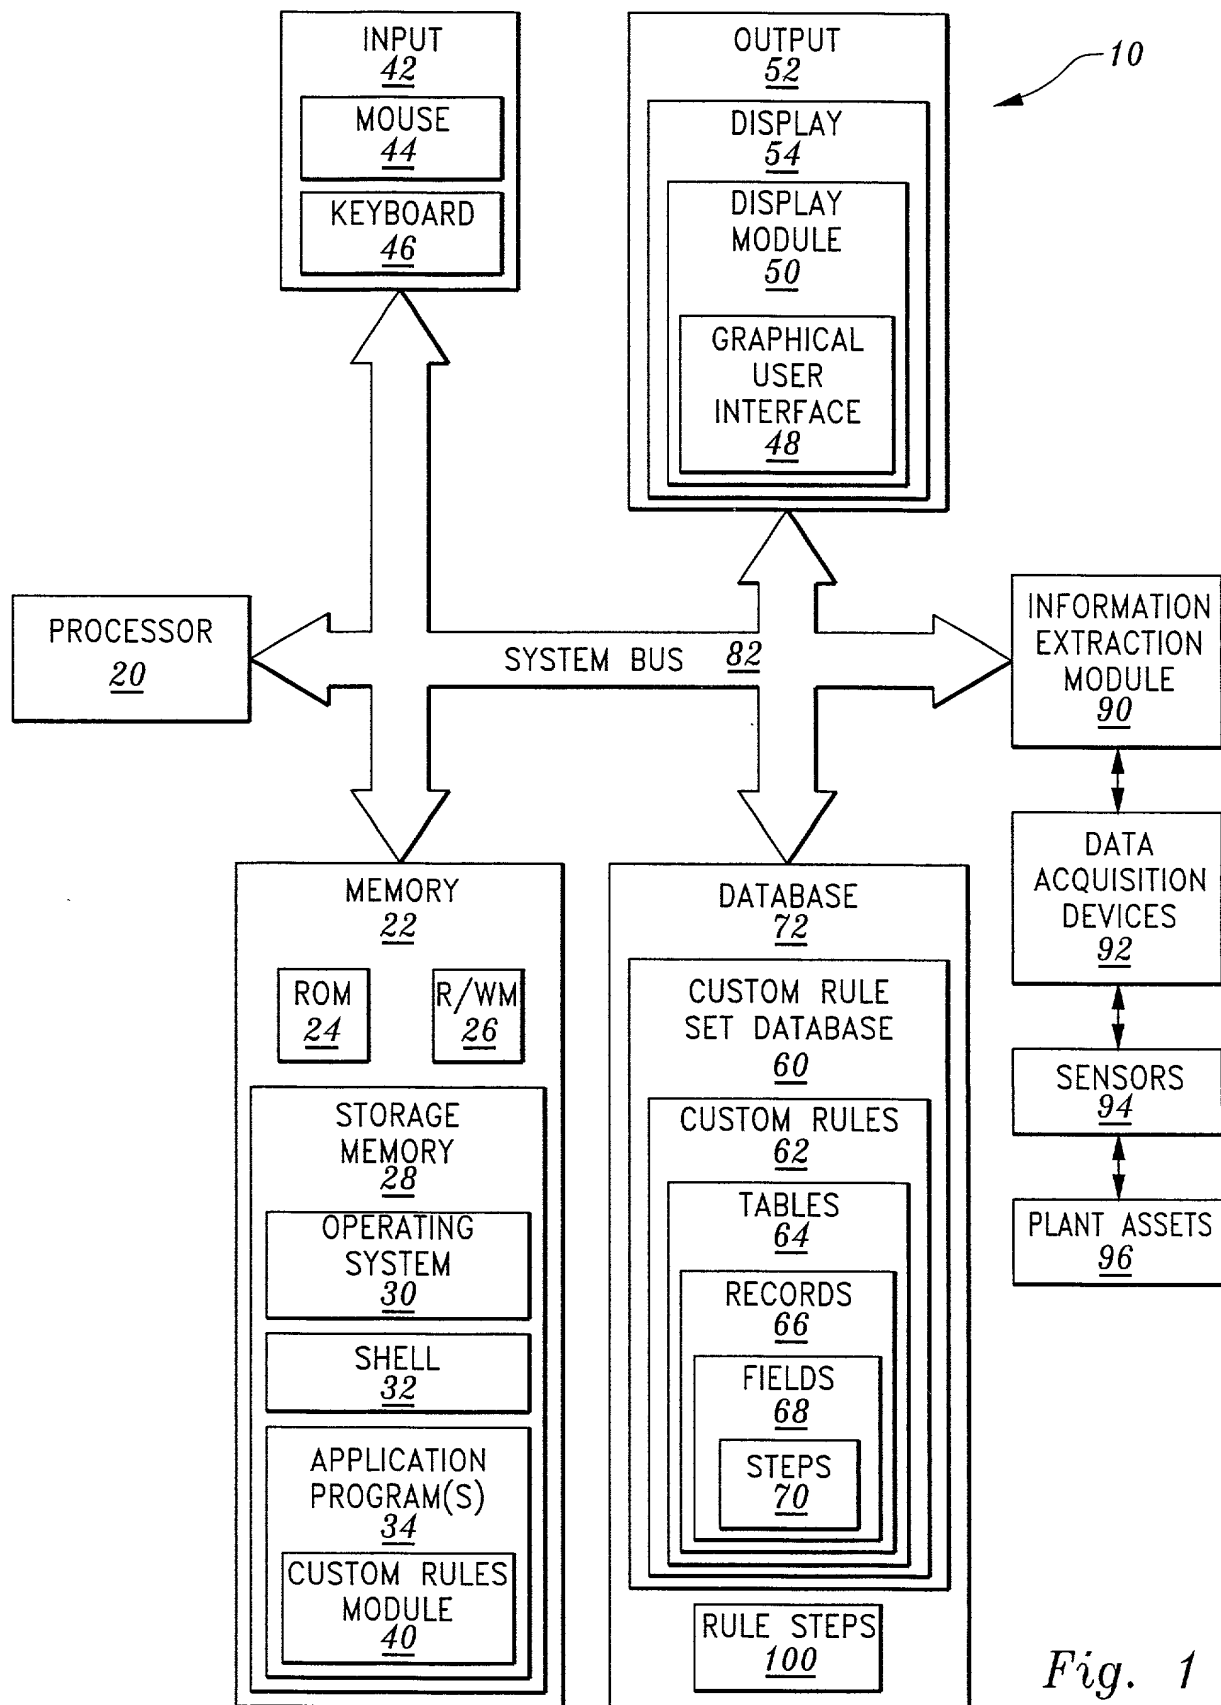 INPUT
42
MOUSE
44
KEYBOARD
46
OUTPUT
52
DISPLAY
54
DISPLAY
MODULE
50
GRAPHICAL
USER
INTERFACE
48
10
PROCESSOR
20
SYSTEM BUS 82
INFORMATION
EXTRACTION
MODULE
90
DATA
ACQUISITION
DEVICES
92
SENSORS
94
PLANT ASSETS
96
MEMORY
22
ROM
24
R/WM
26
STORAGE
MEMORY
28
OPERATING
SYSTEM
30
SHELL
32
APPLICATION
PROGRAM(S)
34
CUSTOM RULES
MODULE
40
DATABASE
72
CUSTOM RULE
SET DATABASE
60
CUSTOM RULES
62
TABLES
64
RECORDS
66
FIELDS
68
STEPS
70
RULE STEPS
100
Fig. 1